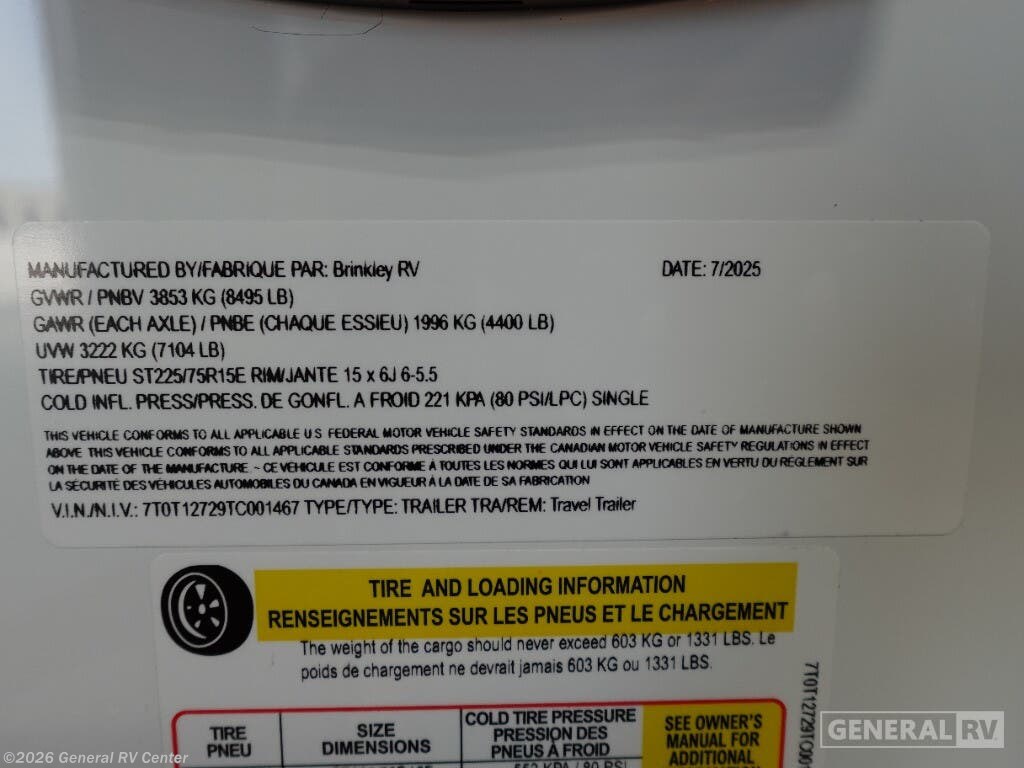 MANUFACTURED BY/FABRIQUE PAR: Brinkley RV DATE: 7/2025
GVWR / PNBV 3853 KG (8495 LB)
GAWR (EACH AXLE) / PNBE (CHAQUE ESSIEU) 1996 KG (4400 LB)
UVW 3222 KG (7104 LB)
TIRE/PNEU ST225/75R15E RIM/JANTE 15 x 6J 6-5.5
COLD INFL. PRESS/PRESS. DE GONFL. A FROID 221 KPA (80 PSI/LPC) SINGLE
THIS VEHICLE CONFORMS TO ALL APPLICABLE U.S FEDERAL MOTOR VEHICLE SAFETY STANDARDS IN EFFECT ON THE DATE OF MANUFACTURE SHOWN
ABOVE THIS VEHICLE CONFORMS TO ALL APPLICABLE STANDARDS PRESCRIBED UNDER THE CANADIAN MOTOR VEHICLE SAFETY REGULATIONS IN EFFECT
ON THE DATE OF THE MANUFACTURE ~ CE VÉHICULE EST CONFORME À TOUTES LES NORMES QUI LUI SONT APPLICABLES EN VERTU DU RÈGLEMENT SUR
LA SÉCURITÉ DES VÉHICULES AUTOMOBILES DU CANADA EN VIGUEUR À LA DATE DE SA FABRICATION
V.I.N./N.I.V.: 7T0T12729TC001467 TYPE/TYPE: TRAILER TRA/REM: Travel Trailer
TIRE AND LOADING INFORMATION
RENSEIGNEMENTS SUR LES PNEUS ET LE CHARGEMENT
The weight of the cargo should never exceed 603 KG or 1331 LBS. Le
poids de chargement ne devrait jamais 603 KG ou 1331 LBS.
TIRE
PNEU
SIZE
DIMENSIONS
COLD TIRE PRESSURE
PRESSION DES
PNEUS À FROID
SEE OWNER'S
MANUAL FOR
ADDITIONAL
552 KPA / 80 PSI
7T0T12729TC001
GENERAL RV
©2026 General RV Center